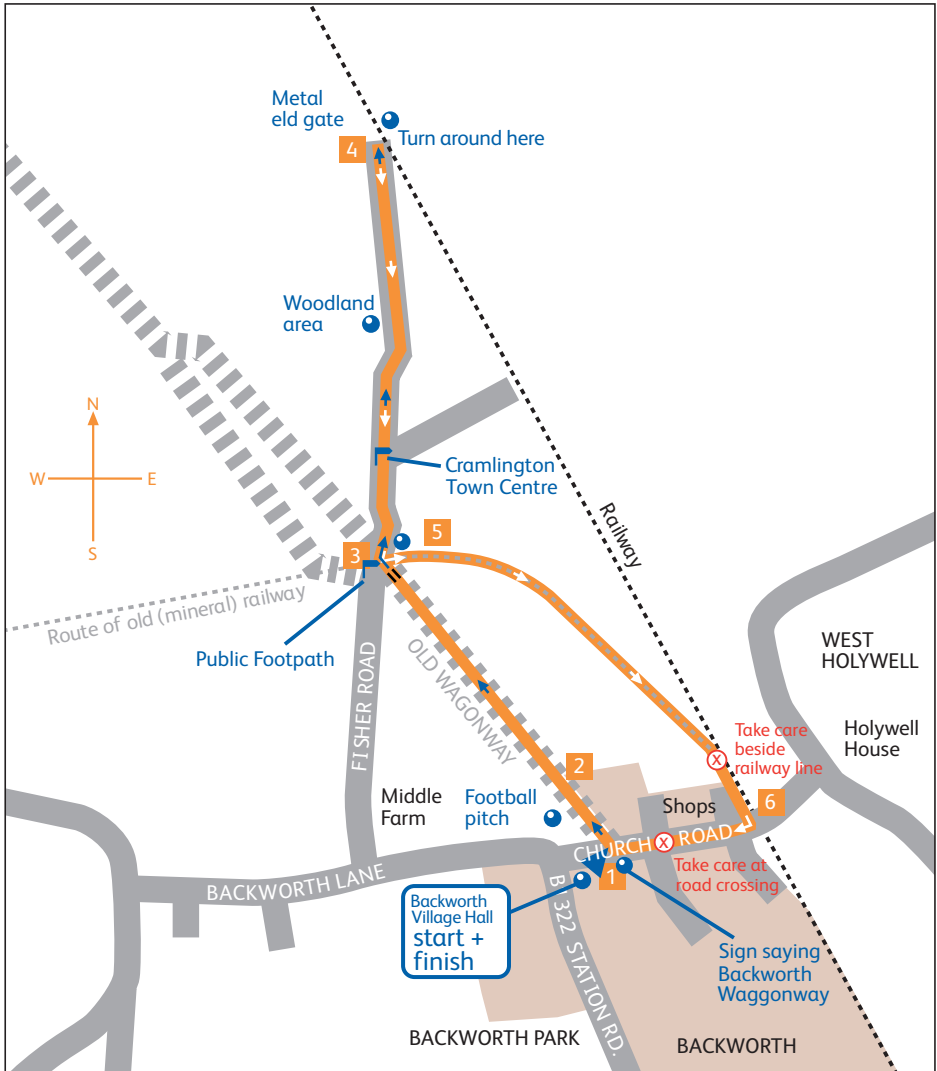 Metal
eld gate
Turn around here
4
Woodland
area
N
W
E
S
Cramlington
Town Centre
5
3
Railway
Route of old (mineral) railway
Public Footpath
OLD WAGONWAY
FISHER ROAD
WEST
HOLYWELL
Holywell
House
Take care
beside
railway line
X
2
6
Middle
Farm
Football
pitch
Shops
CHURCH ROAD
X
Take care at
road crossing
1
BACKWORTH LANE
Backworth
Village Hall
start +
finish
B1322 STATION RD.
Sign saying
Backworth
Waggonway
BACKWORTH PARK
BACKWORTH